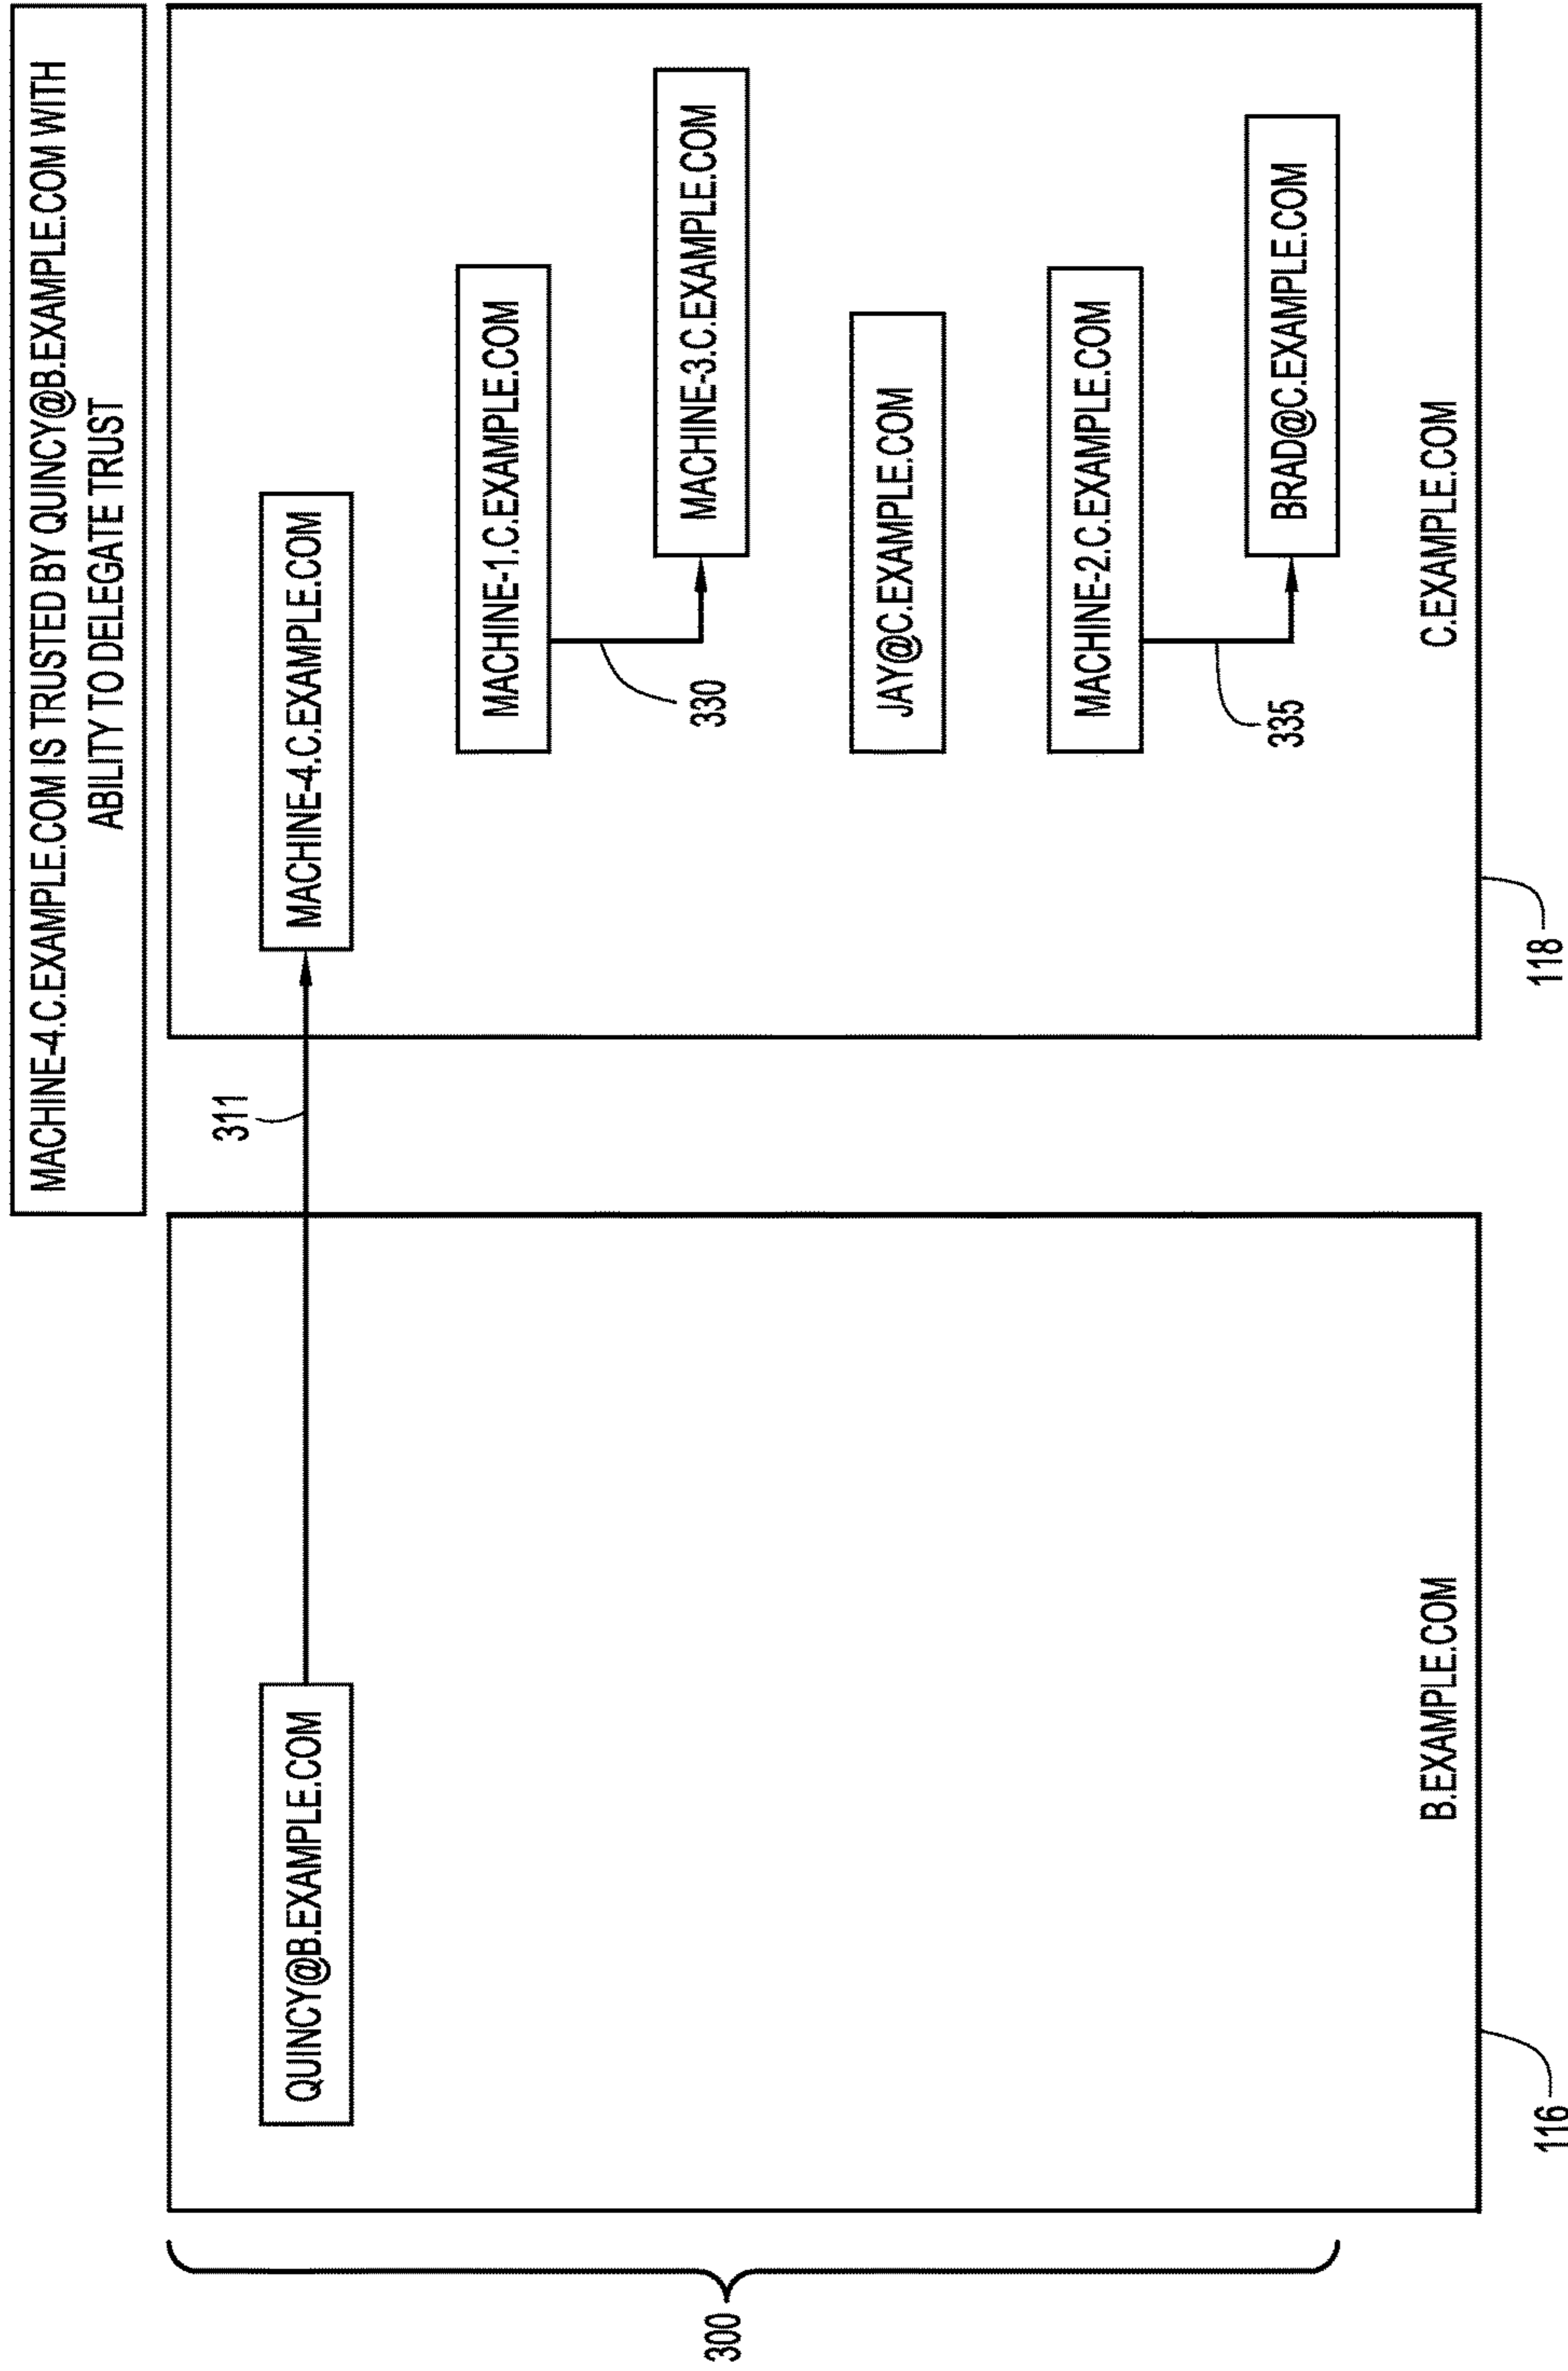 MACHINE-4.C.EXAMPLE.COM IS TRUSTED BY QUINCY@B.EXAMPLE.COM WITH
ABILITY TO DELEGATE TRUST
300
QUINCY@B.EXAMPLE.COM
B.EXAMPLE.COM
116
311
MACHINE-4.C.EXAMPLE.COM
MACHINE-1.C.EXAMPLE.COM
330
MACHINE-3.C.EXAMPLE.COM
JAY@C.EXAMPLE.COM
MACHINE-2.C.EXAMPLE.COM
335
BRAD@C.EXAMPLE.COM
C.EXAMPLE.COM
118